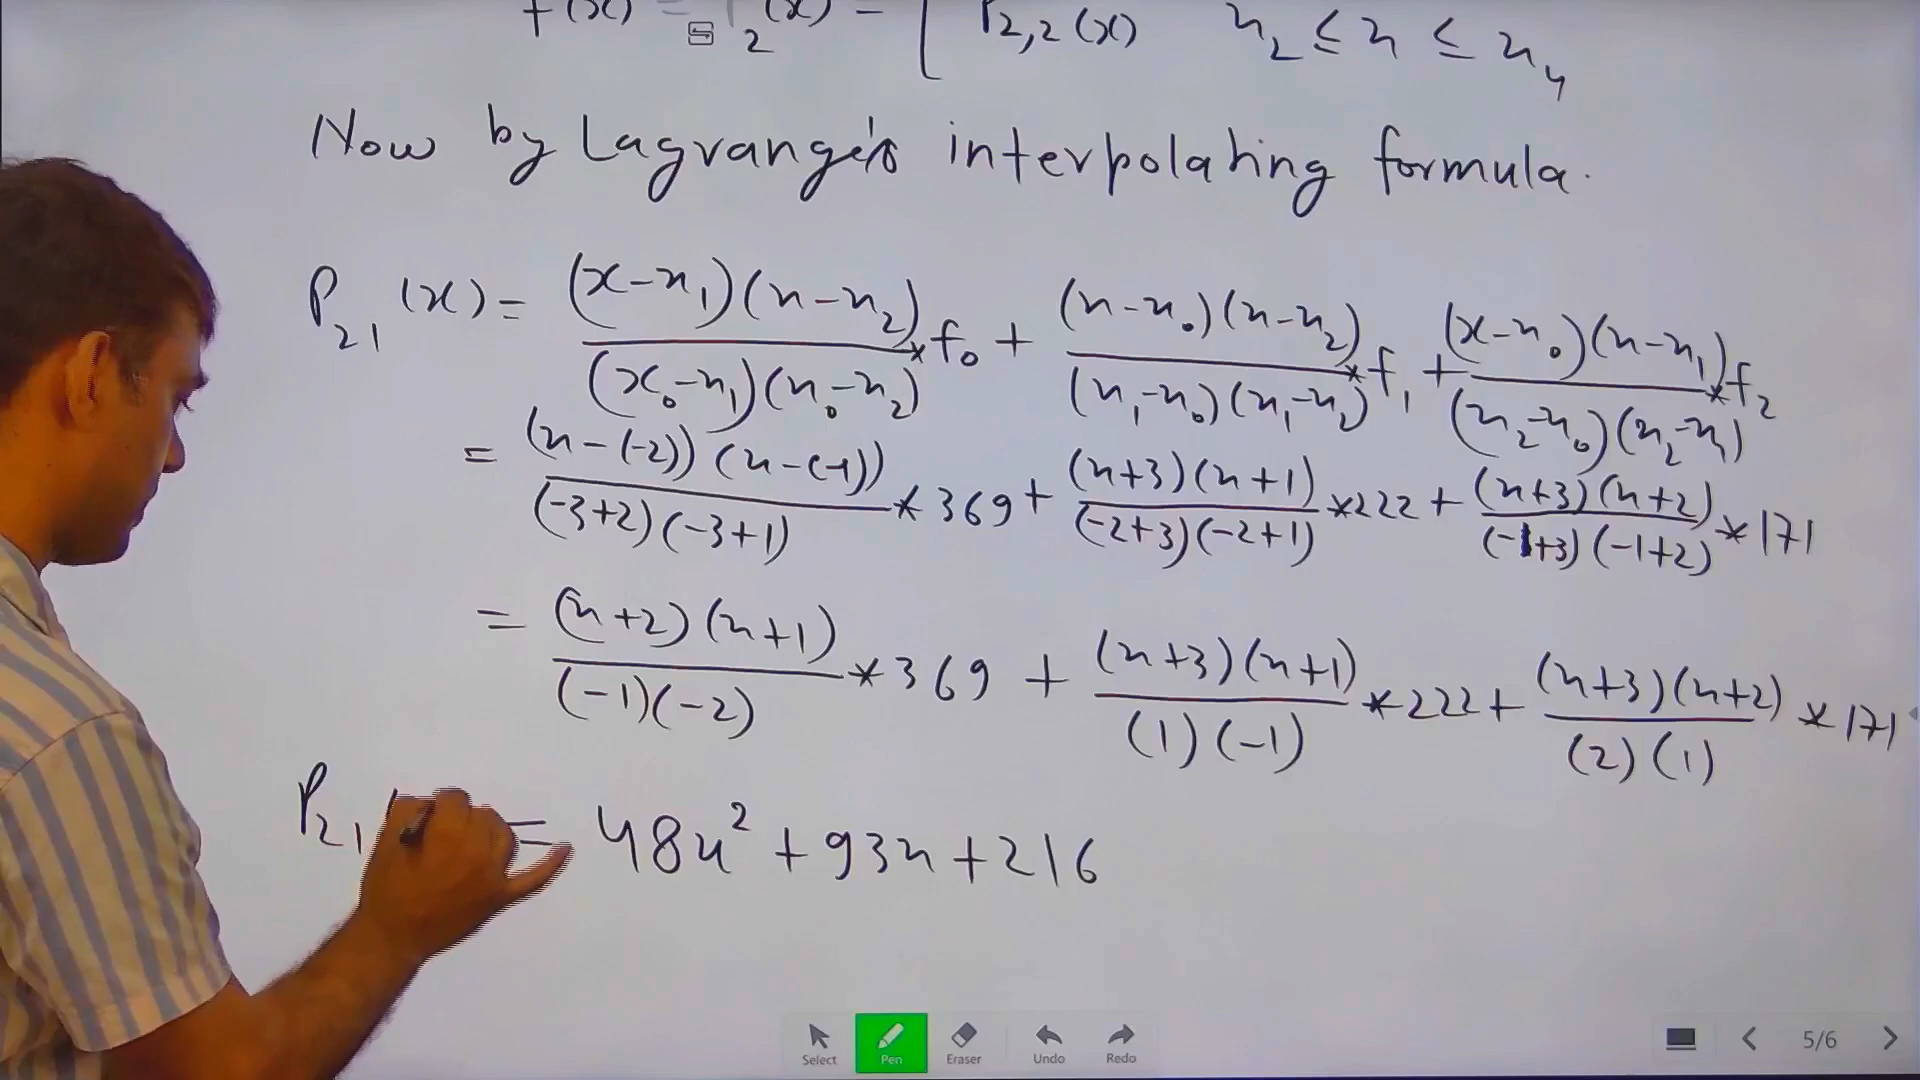 f(x) = P₂(x) = { P₂,₂(x) x₂ ≤ x ≤ x₄
Now by Lagrange's interpolating formula.
P₂₁(x) = (x-x₁)(x-x₂)/(x₀-x₁)(x₀-x₂) * f₀ + (x-x₀)(x-x₂)/(x₁-x₀)(x₁-x₂) * f₁ + (x-x₀)(x-x₁)/(x₂-x₀)(x₂-x₁) * f₂
= (x-(-2))(x-(-1))/(-3+2)(-3+1) * 369 + (x+3)(x+1)/(-2+3)(-2+1) * 222 + (x+3)(x+2)/(-1+3)(-1+2) * 171
= (x+2)(x+1)/(-1)(-2) * 369 + (x+3)(x+1)/(1)(-1) * 222 + (x+3)(x+2)/(2)(1) * 171
P₂₁ = 48x² + 93x + 216
Select Pen Eraser Undo Redo 5/6